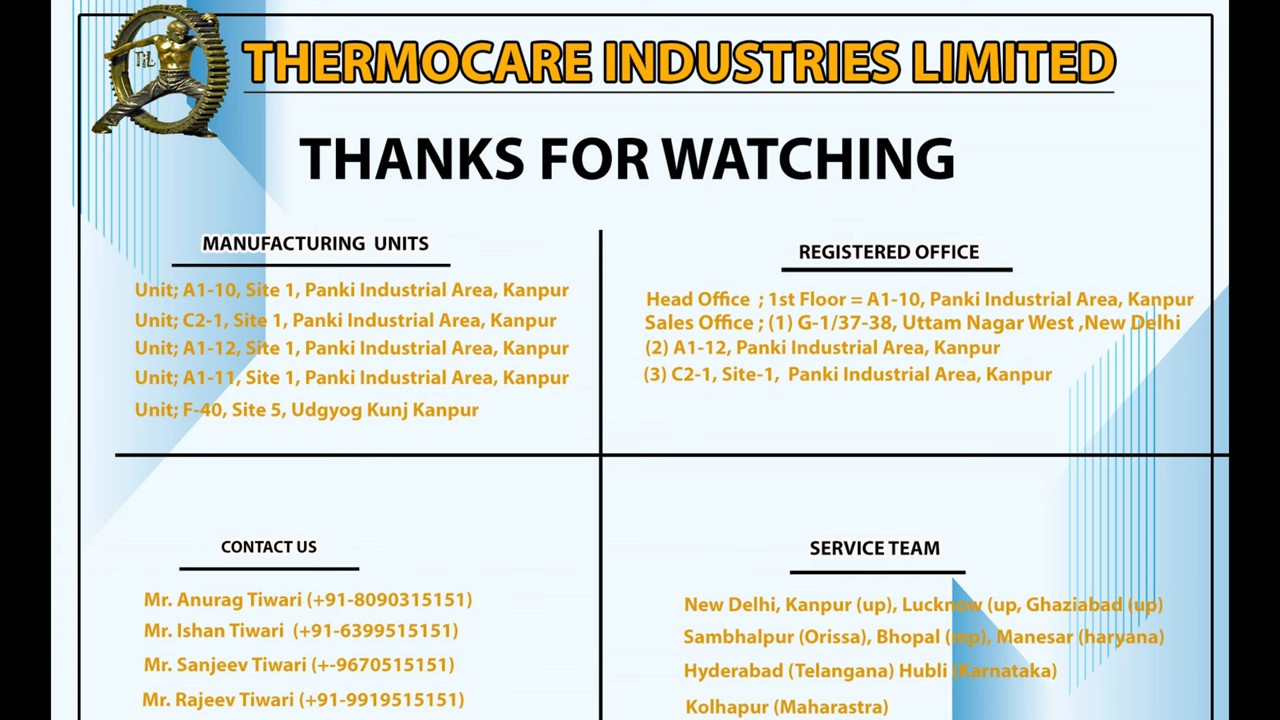 TiL
THERMOCARE INDUSTRIES LIMITED
THANKS FOR WATCHING
MANUFACTURING UNITS
Unit; A1-10, Site 1, Panki Industrial Area, Kanpur
Unit; C2-1, Site 1, Panki Industrial Area, Kanpur
Unit; A1-12, Site 1, Panki Industrial Area, Kanpur
Unit; A1-11, Site 1, Panki Industrial Area, Kanpur
Unit; F-40, Site 5, Udgyog Kunj Kanpur
REGISTERED OFFICE
Head Office ; 1st Floor = A1-10, Panki Industrial Area, Kanpur
Sales Office ; (1) G-1/37-38, Uttam Nagar West ,New Delhi
(2) A1-12, Panki Industrial Area, Kanpur
(3) C2-1, Site-1, Panki Industrial Area, Kanpur
CONTACT US
Mr. Anurag Tiwari (+91-8090315151)
Mr. Ishan Tiwari (+91-6399515151)
Mr. Sanjeev Tiwari (+-9670515151)
Mr. Rajeev Tiwari (+91-9919515151)
SERVICE TEAM
New Delhi, Kanpur (up), Lucknow (up, Ghaziabad (up)
Sambhalpur (Orissa), Bhopal (mp), Manesar (haryana)
Hyderabad (Telangana) Hubli (Karnataka)
Kolhapur (Maharastra)